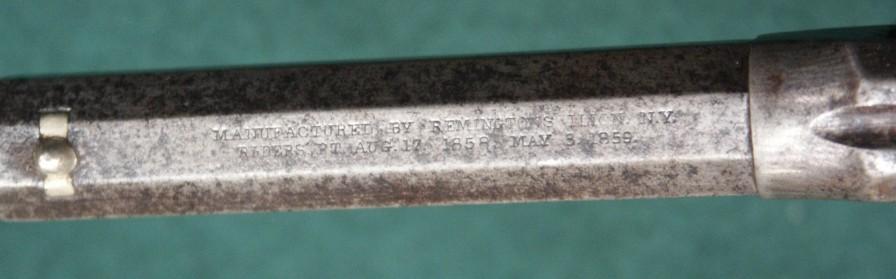 MANUFACTURED BY REMINGTONS ILION, N.Y.
RIDERS PT. AUG. 17, 1858, MAY 3, 1859.